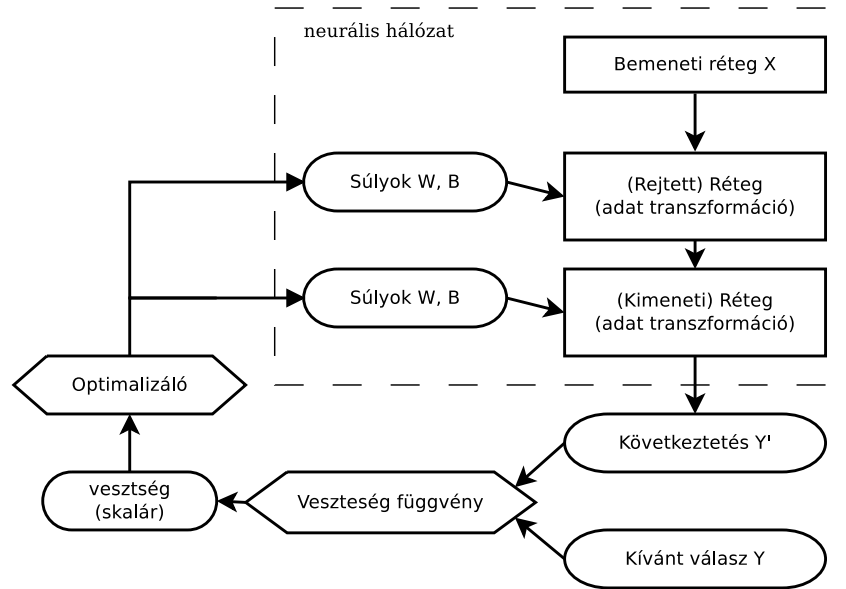 neurális hálózat
Bemeneti réteg X
Súlyok W, B
(Rejtett) Réteg
(adat transzformáció)
Súlyok W, B
(Kimeneti) Réteg
(adat transzformáció)
Optimalizáló
Következtetés Y'
vesztség
(skalár)
Veszteség függvény
Kívánt válasz Y